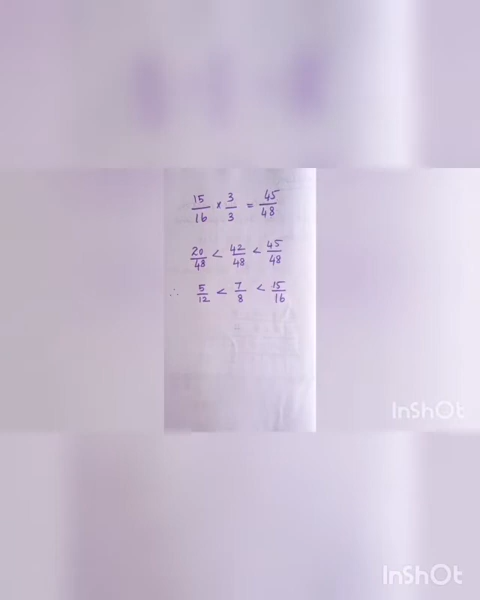 15/16 × 3/3 = 45/48
20/48 < 42/48 < 45/48
∴ 5/12 < 7/8 < 15/16
InShOt
InShOt